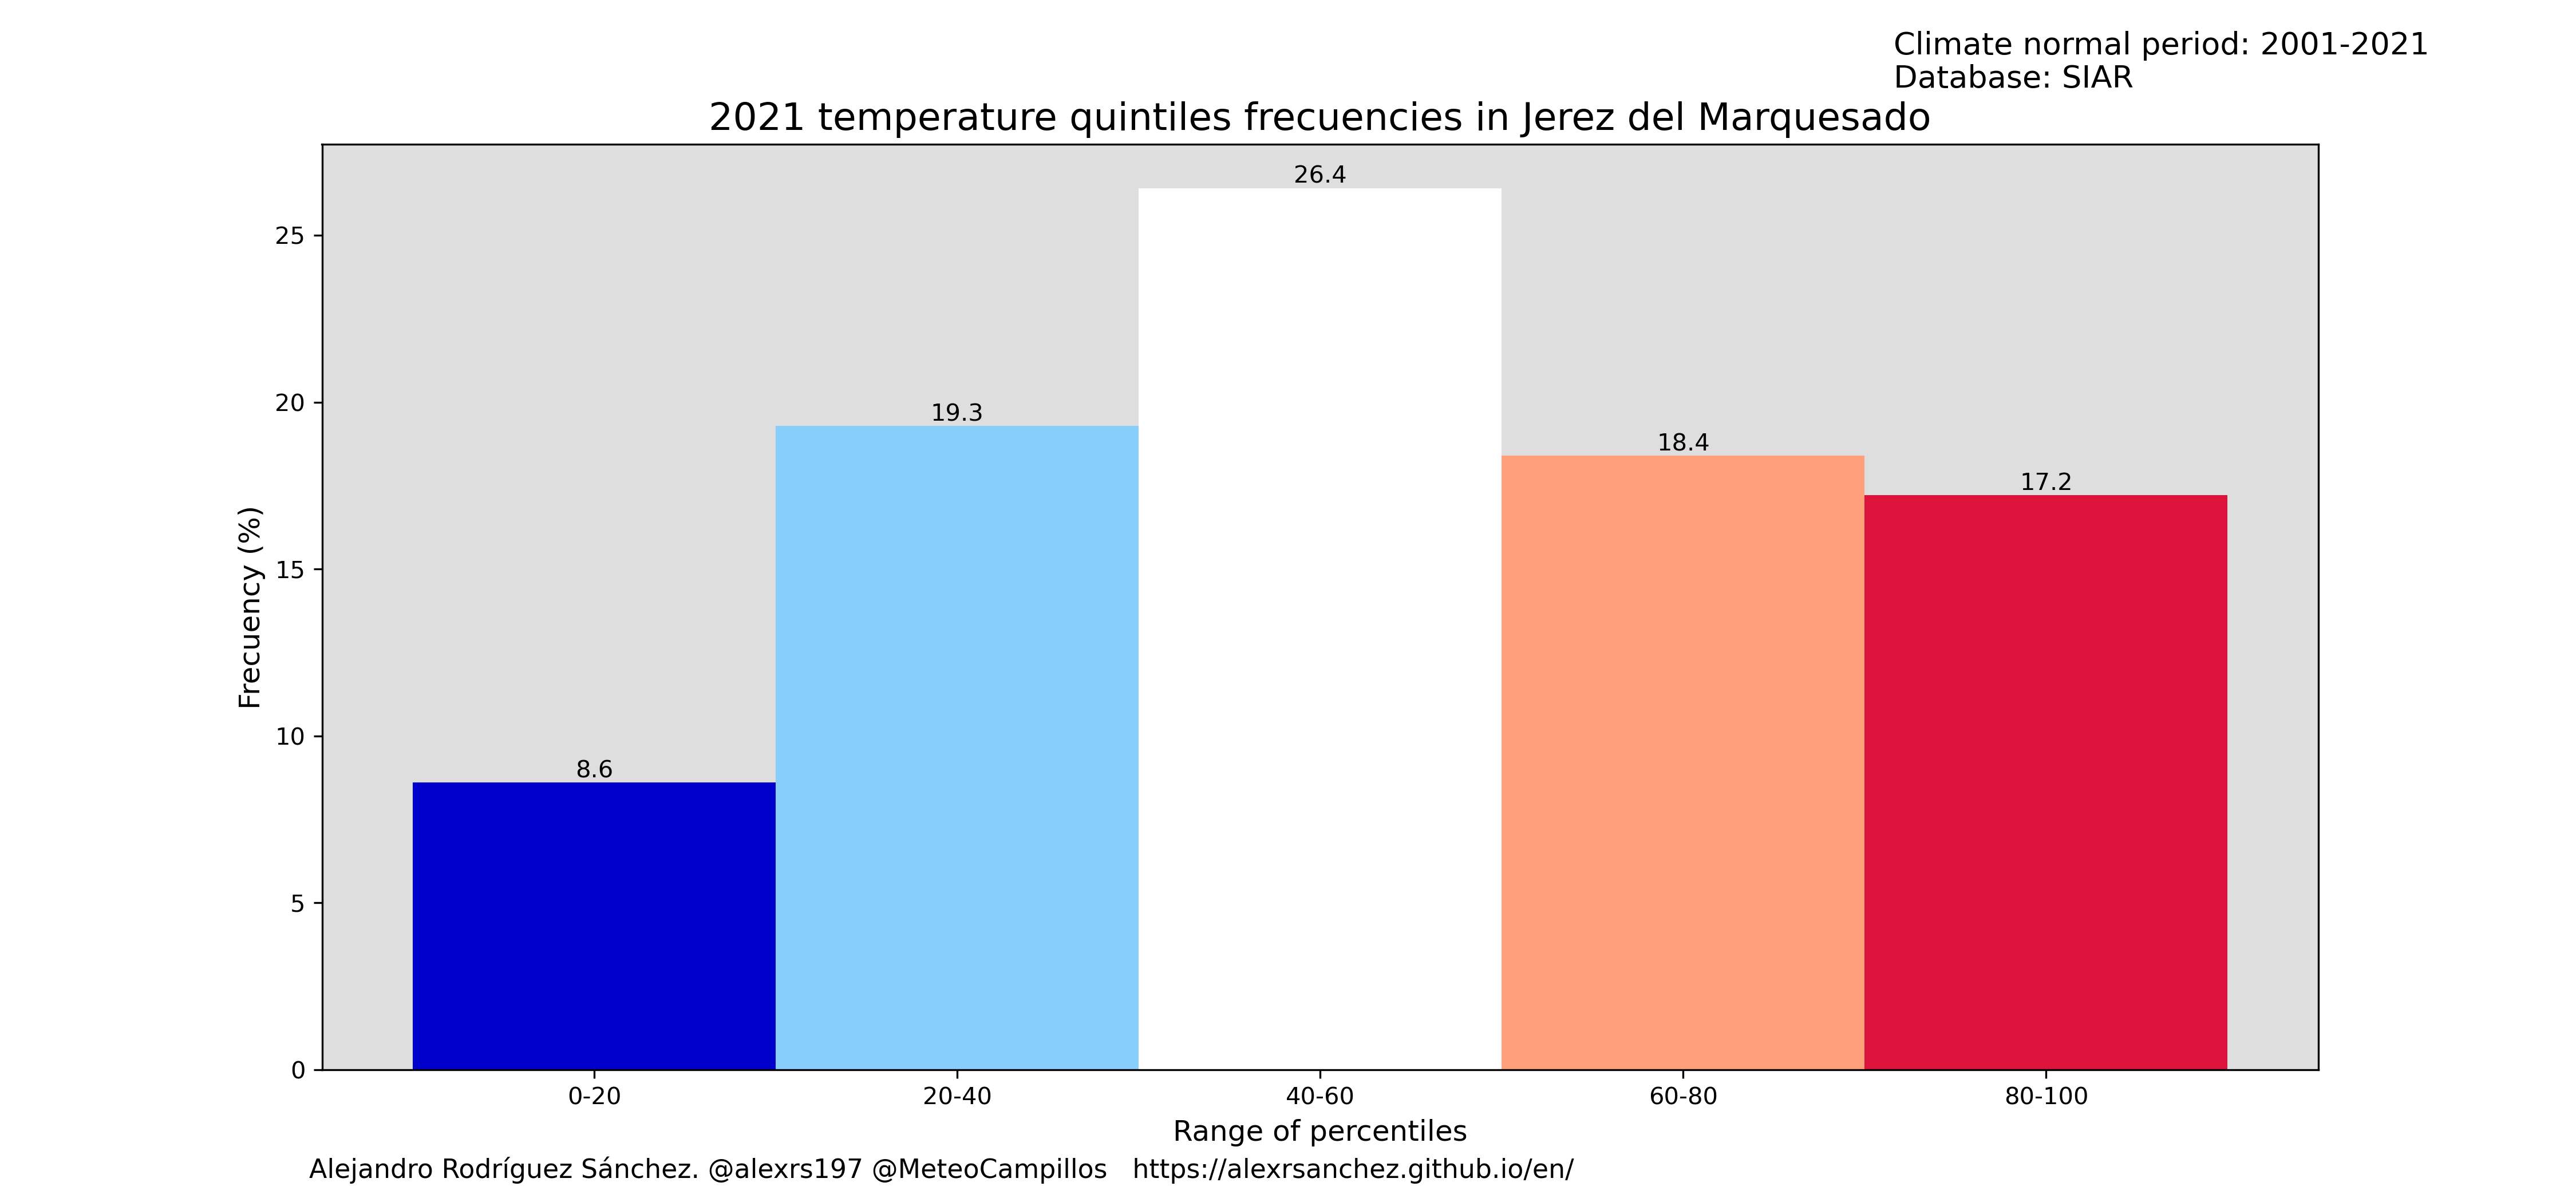 Climate normal period: 2001-2021
Database: SIAR
2021 temperature quintiles frecuencies in Jerez del Marquesado
26.4
25
20
19.3
18.4
17.2
Frecuency (%)
15
10
8.6
5
0
0-20 20-40 40-60 60-80 80-100
Range of percentiles
Alejandro Rodríguez Sánchez. @alexrs197 @MeteoCampillos https://alexrsanchez.github.io/en/